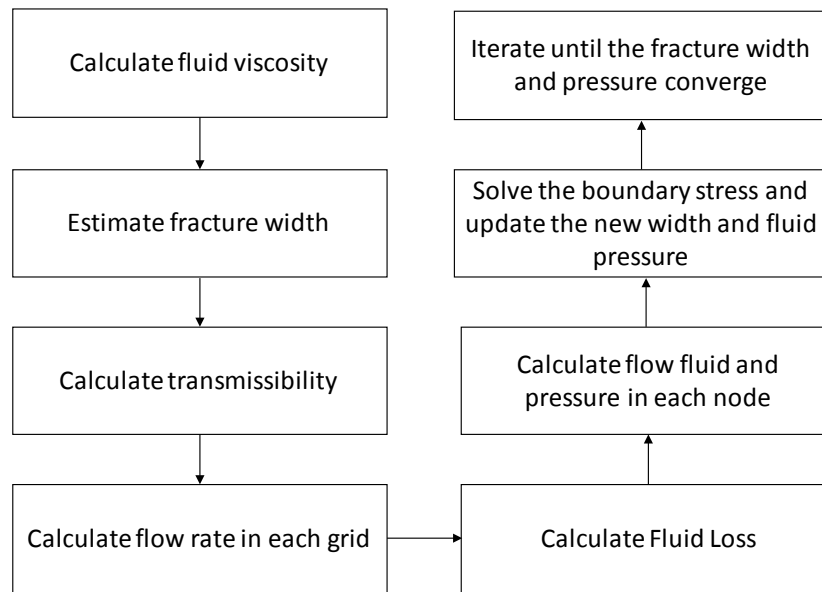 Calculate fluid viscosity
Estimate fracture width
Calculate transmissibility
Calculate flow rate in each grid
Calculate Fluid Loss
Calculate flow fluid and
pressure in each node
Solve the boundary stress and
update the new width and fluid
pressure
Iterate until the fracture width
and pressure converge